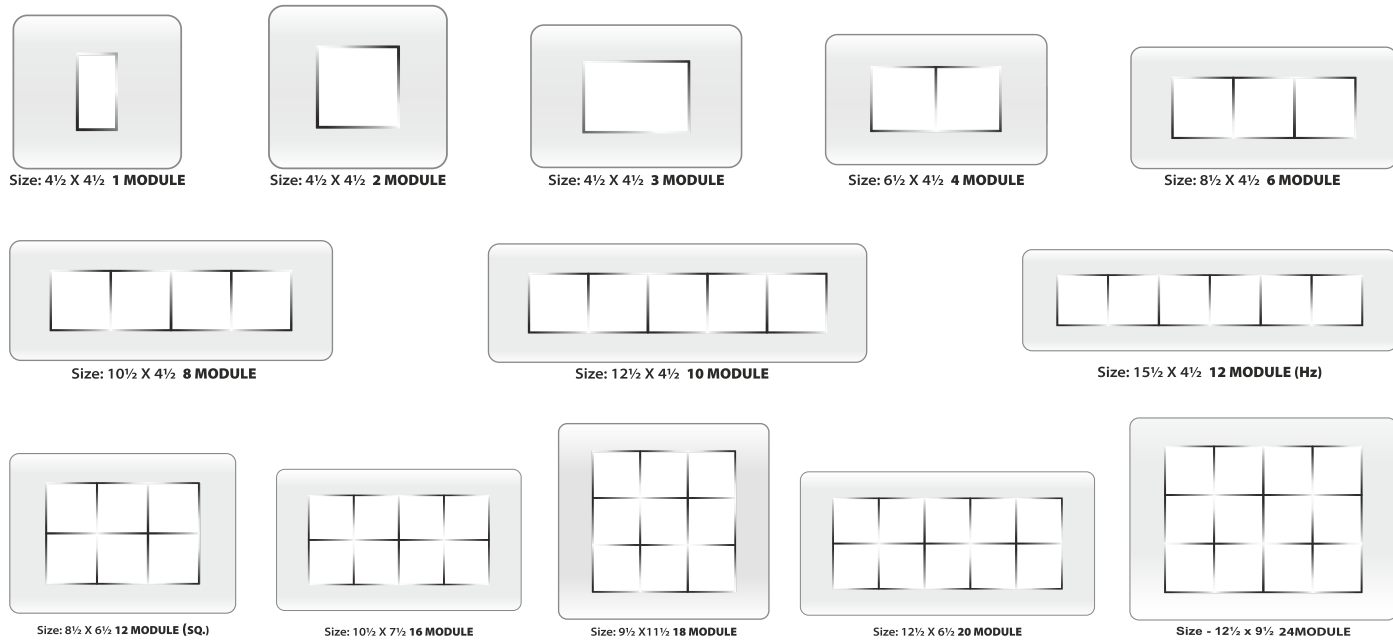 Size: 4½ X 4½ 1 MODULE
Size: 4½ X 4½ 2 MODULE
Size: 4½ X 4½ 3 MODULE
Size: 6½ X 4½ 4 MODULE
Size: 8½ X 4½ 6 MODULE
Size: 10½ X 4½ 8 MODULE
Size: 12½ X 4½ 10 MODULE
Size: 15½ X 4½ 12 MODULE (Hz)
Size: 8½ X 6½ 12 MODULE (SQ.)
Size: 10½ X 7½ 16 MODULE
Size: 9½ X11½ 18 MODULE
Size: 12½ X 6½ 20 MODULE
Size - 12½ x 9½ 24MODULE